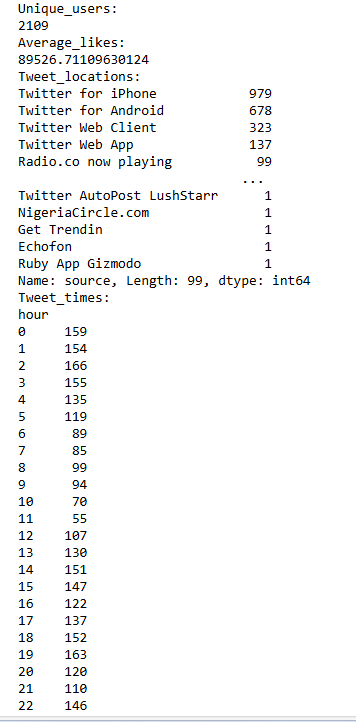 Unique_users:
2109
Average_likes:
89526.71109630124
Tweet_locations:
Twitter for iPhone 979
Twitter for Android 678
Twitter Web Client 323
Twitter Web App 137
Radio.co now playing 99
...
Twitter AutoPost LushStarr 1
NigeriaCircle.com 1
Get Trendin 1
Echofon 1
Ruby App Gizmodo 1
Name: source, Length: 99, dtype: int64
Tweet_times:
hour
0 159
1 154
2 166
3 155
4 135
5 119
6 89
7 85
8 99
9 94
10 70
11 55
12 107
13 130
14 151
15 147
16 122
17 137
18 152
19 163
20 120
21 110
22 146